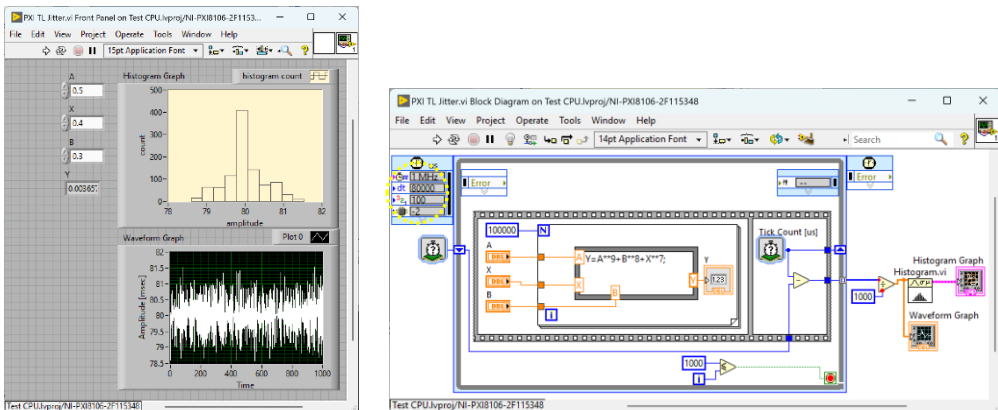 PXI TL Jitter.vi Front Panel on Test CPU.lvproj/NI-PXI8106-2F1153...
File Edit View Project Operate Tools Window Help
15pt Application Font
A
0.5
X
0.4
B
0.3
Y
0.00365
Histogram Graph
histogram count
500
400
300
200
100
0
count
78 79 80 81 82
amplitude
Waveform Graph
Plot 0
82
81.5
81
80.5
80
79.5
79
78.5
Amplitude [msec]
0 200 400 600 800 1000
Time
Test CPU.lvproj/NI-PXI8106-2F115348
PXI TL Jitter.vi Block Diagram on Test CPU.lvproj/NI-PXI8106-2F115348
File Edit View Project Operate Tools Window Help
14pt Application Font
Search
1 MHz
dt 80000
100
-2
Error
Error
100000
N
A
DBL
X
DBL
B
DBL
A
X
B
Y=A**9+B**8+X**7;
Y
Y
1.23
i
Tick Count [us]
1000
i
1000
Histogram Graph
Histogram.vi
Waveform Graph
Test CPU.lvproj/NI-PXI8106-2F115348